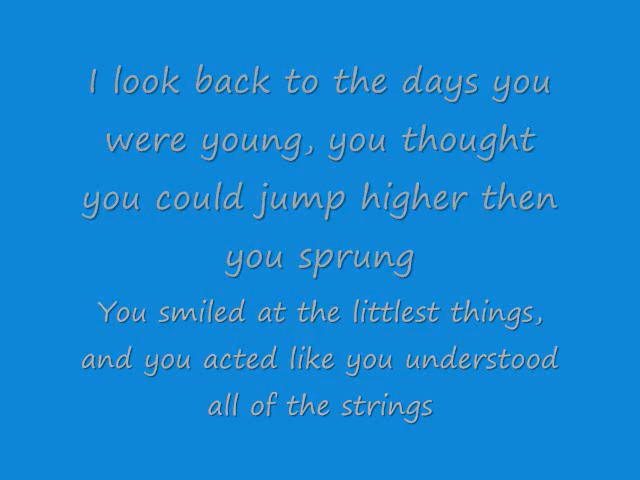 I look back to the days you
were young, you thought
you could jump higher then
you sprung
You smiled at the littlest things,
and you acted like you understood
all of the strings